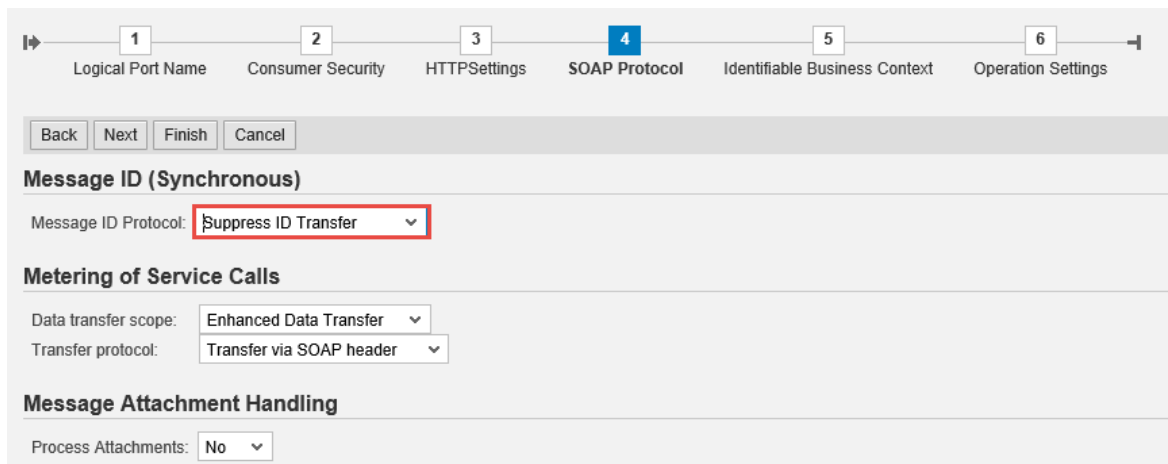 1 2 3 4 5 6
Logical Port Name Consumer Security HTTPSettings SOAP Protocol Identifiable Business Context Operation Settings
Back Next Finish Cancel
Message ID (Synchronous)
Message ID Protocol: Suppress ID Transfer
Metering of Service Calls
Data transfer scope: Enhanced Data Transfer
Transfer protocol: Transfer via SOAP header
Message Attachment Handling
Process Attachments: No